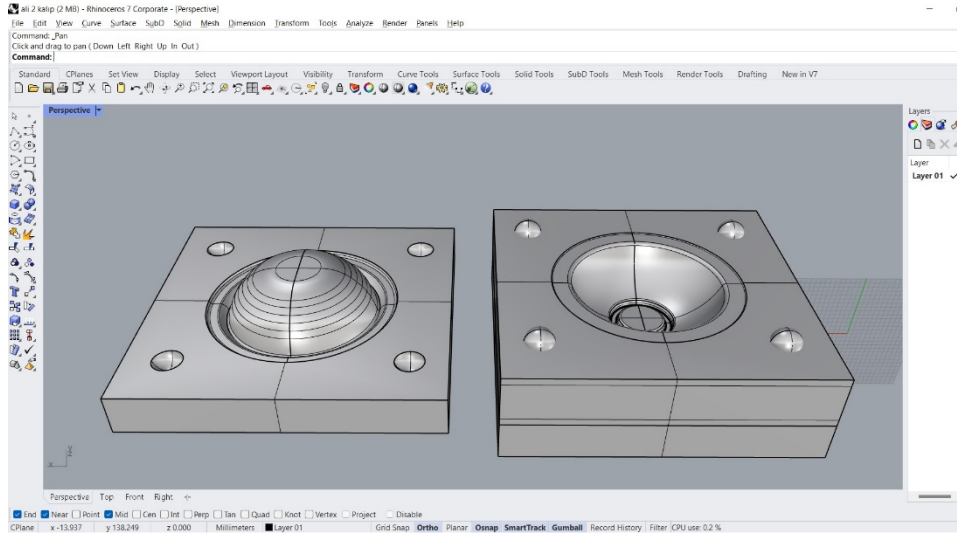 ali 2 kalıp (2 MB) - Rhinoceros 7 Corporate - [Perspective]
File Edit View Curve Surface SubD Solid Mesh Dimension Transform Tools Analyze Render Panels Help
Command: _Pan
Click and drag to pan ( Down Left Right Up In Out )
Command:
Standard CPlanes Set View Display Select Viewport Layout Visibility Transform Curve Tools Surface Tools Solid Tools SubD Tools Mesh Tools Render Tools Drafting New in V7
Perspective
Layers
Layer
Layer 01
Perspective Top Front Right
End Near Point Mid Cen Int Perp Tan Quad Knot Vertex Project Disable
CPlane x -13.937 y 138.249 z 0.000 Millimeters Layer 01 Grid Snap Ortho Planar Osnap SmartTrack Gumball Record History Filter CPU use: 0.2 %